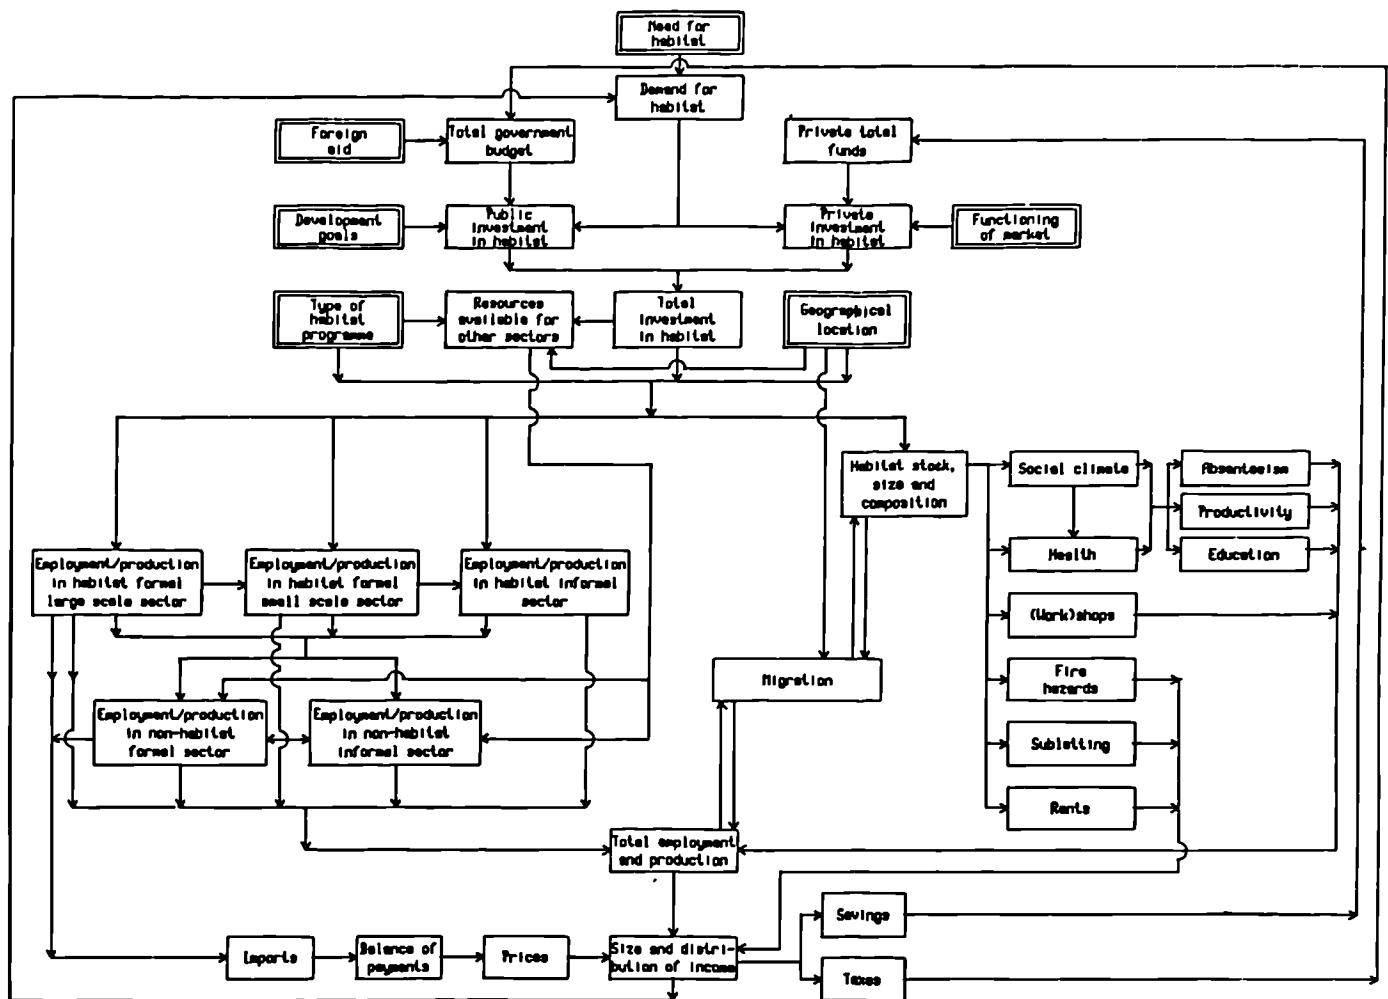 Need for
habitat
Demand for
habitat
Foreign
aid
Total government
budget
Private total
funds
Development
goals
Public
investment
in habitat
Private
investment
in habitat
Functioning
of market
Type of
habitat
programme
Resources
available for
other sectors
Total
investment
in habitat
Geographical
location
Habitat stock,
size and
composition
Social climate
Absenteeism
Productivity
Health
Education
Employment/production
in habitat formal
large scale sector
Employment/production
in habitat formal
small scale sector
Employment/production
in habitat informal
sector
(Work)shops
Migration
Fire
hazards
Employment/production
in non-habitat
formal sector
Employment/production
in non-habitat
informal sector
Subletting
Rents
Total employment
and production
Savings
Imports
Balance of
payments
Prices
Size and distri-
bution of income
Taxes